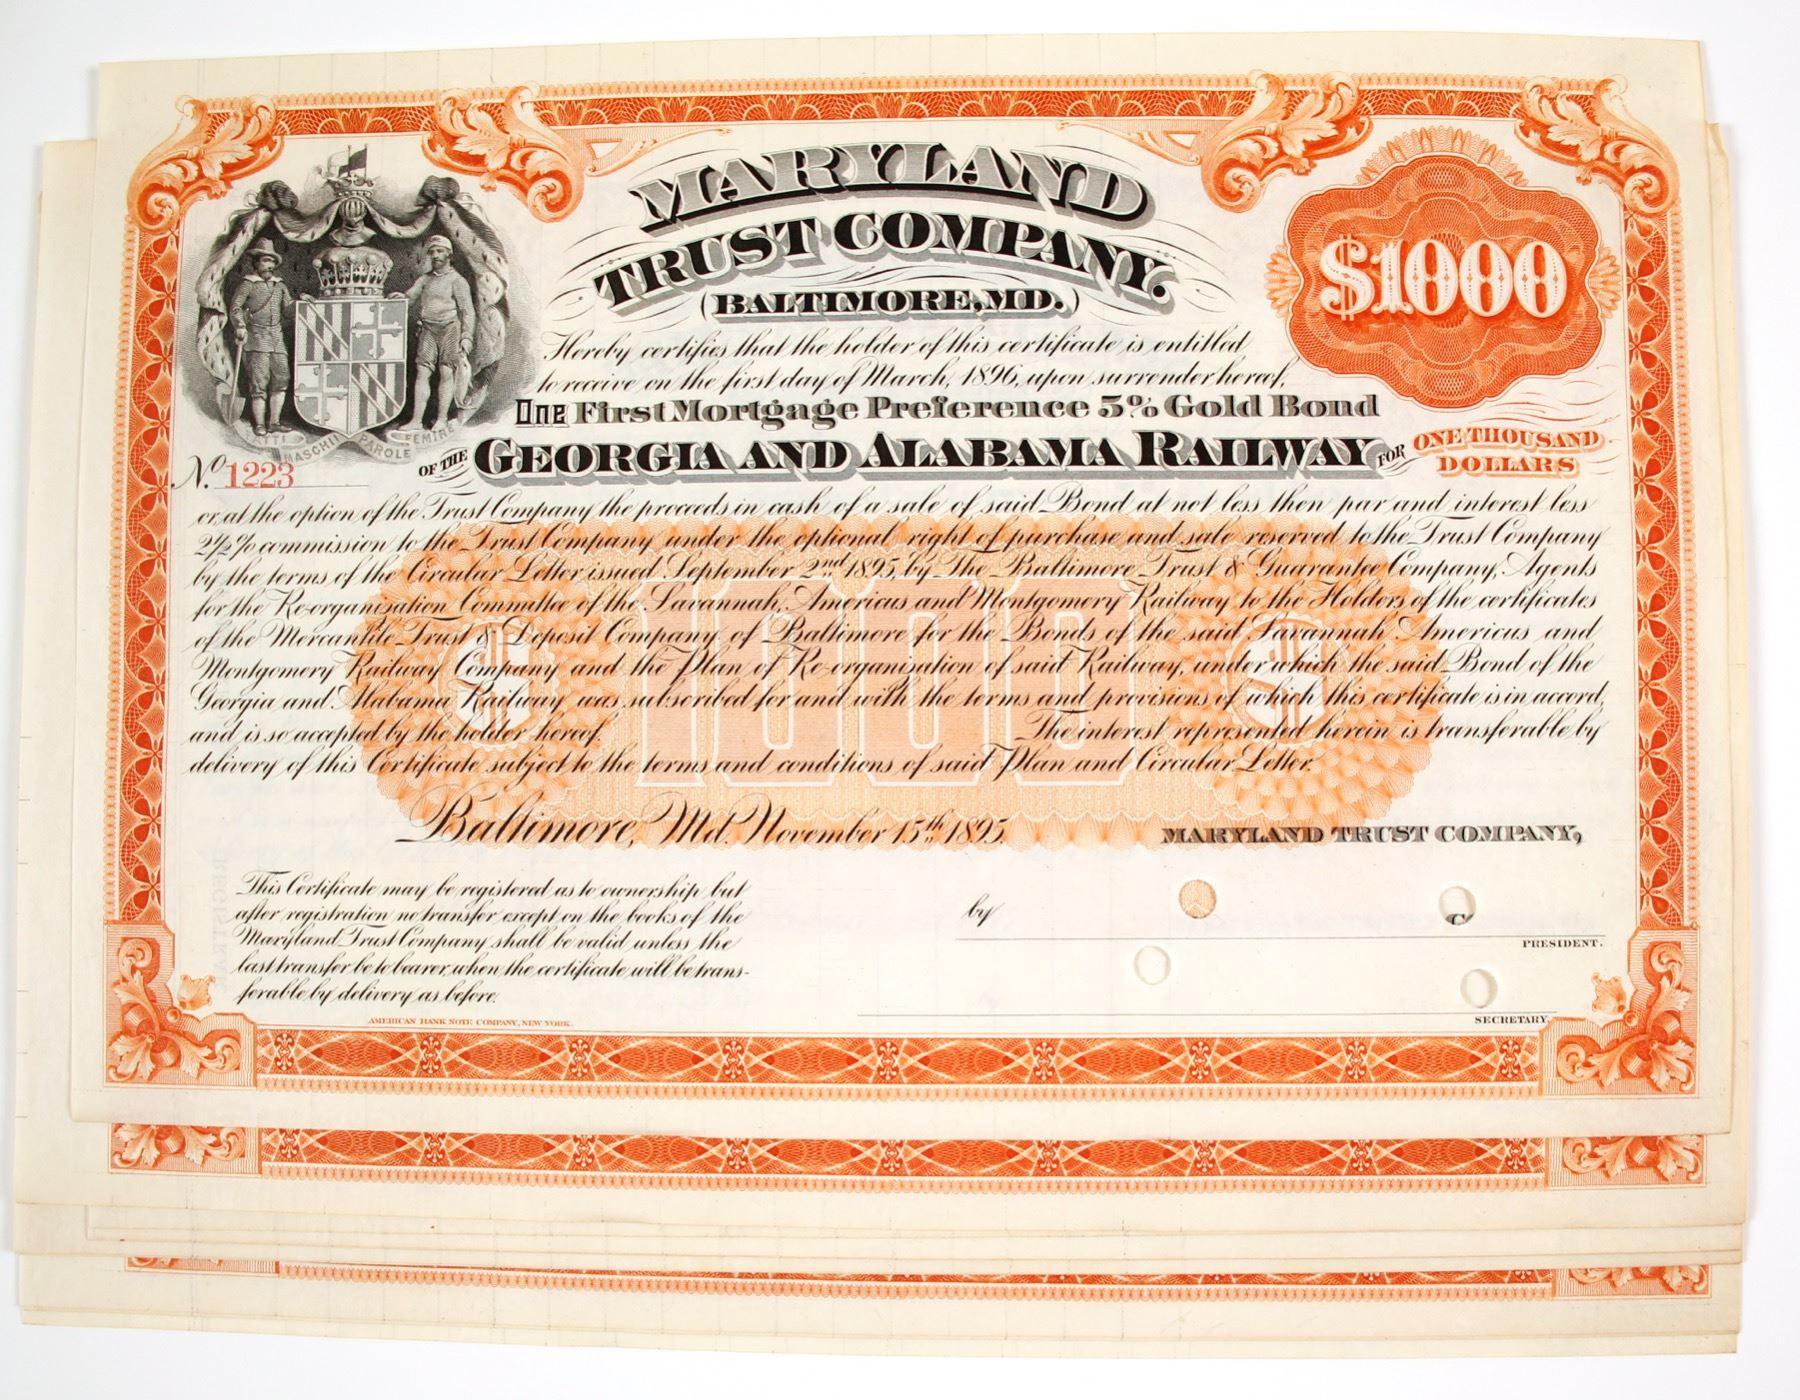 MARYLAND
TRUST COMPANY.
(BALTIMORE, MD.)
$1000
Hereby certifies that the holder of this certificate is entitled
to receive on the first day of March, 1896, upon surrender hereof,
One First Mortgage Preference 5% Gold Bond
OF THE GEORGIA AND ALABAMA RAILWAY FOR ONE THOUSAND DOLLARS
FATTI MASCHII PAROLE FEMINE
No. 1223
or, at the option of the Trust Company the proceeds in cash of a sale of said Bond at not less then par and interest less
2½% commission to the Trust Company under the optional right of purchase and sale reserved to the Trust Company
by the terms of the Circular Letter issued September 2nd 1895, by The Baltimore Trust & Guarantee Company, Agents
for the Re-organisation Committee of the Savannah, Americus and Montgomery Railway to the Holders of the certificates
of the Mercantile Trust & Deposit Company of Baltimore for the Bonds of the said Savannah Americus and
Montgomery Railway Company and the Plan of Re-organisation of said Railway, under which the said Bond of the
Georgia and Alabama Railway was subscribed for and with the terms and provisions of which this certificate is in accord,
and is so accepted by the holder hereof. The interest represented herein is transferable by
delivery of this Certificate subject to the terms and conditions of said Plan and Circular Letter.
$1000$
Baltimore, Md. November 15th 1895.
MARYLAND TRUST COMPANY,
This Certificate may be registered as to ownership but
after registration no transfer except on the books of the
Maryland Trust Company shall be valid unless the
last transfer be to bearer, when the certificate will be trans-
ferable by delivery as before.
by
PRESIDENT.
SECRETARY.
AMERICAN BANK NOTE COMPANY, NEW YORK.